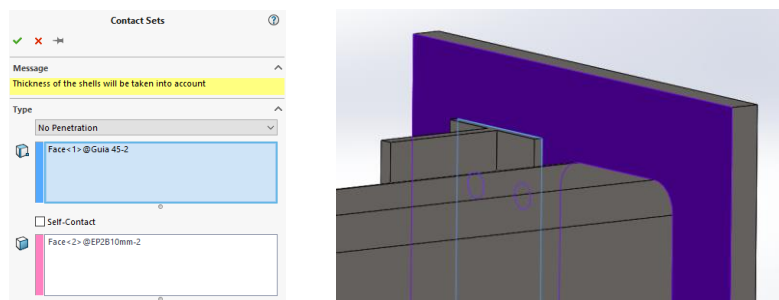 Contact Sets
Message
Thickness of the shells will be taken into account
Type
No Penetration
Face<1>@Guia 45-2
Self-Contact
Face<2>@EP2B10mm-2